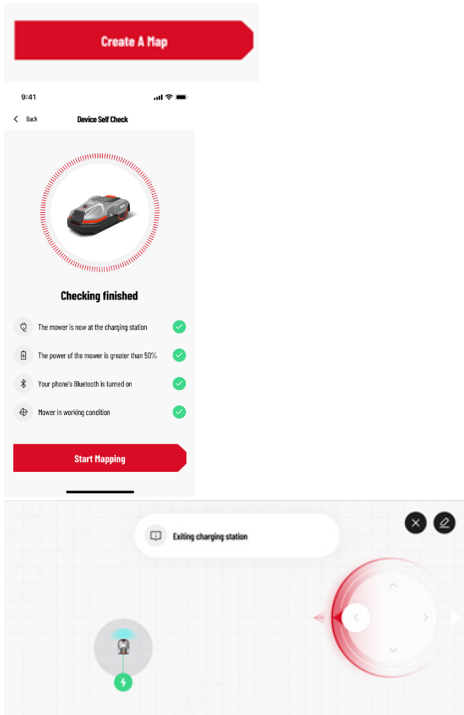 Create A Map
9:41
Back
Device Self Check
Checking finished
The mower is now at the charging station
The power of the mower is greater than 50%
Your phone's Bluetooth is turned on
Mower in working condition
Start Mapping
Exiting charging station